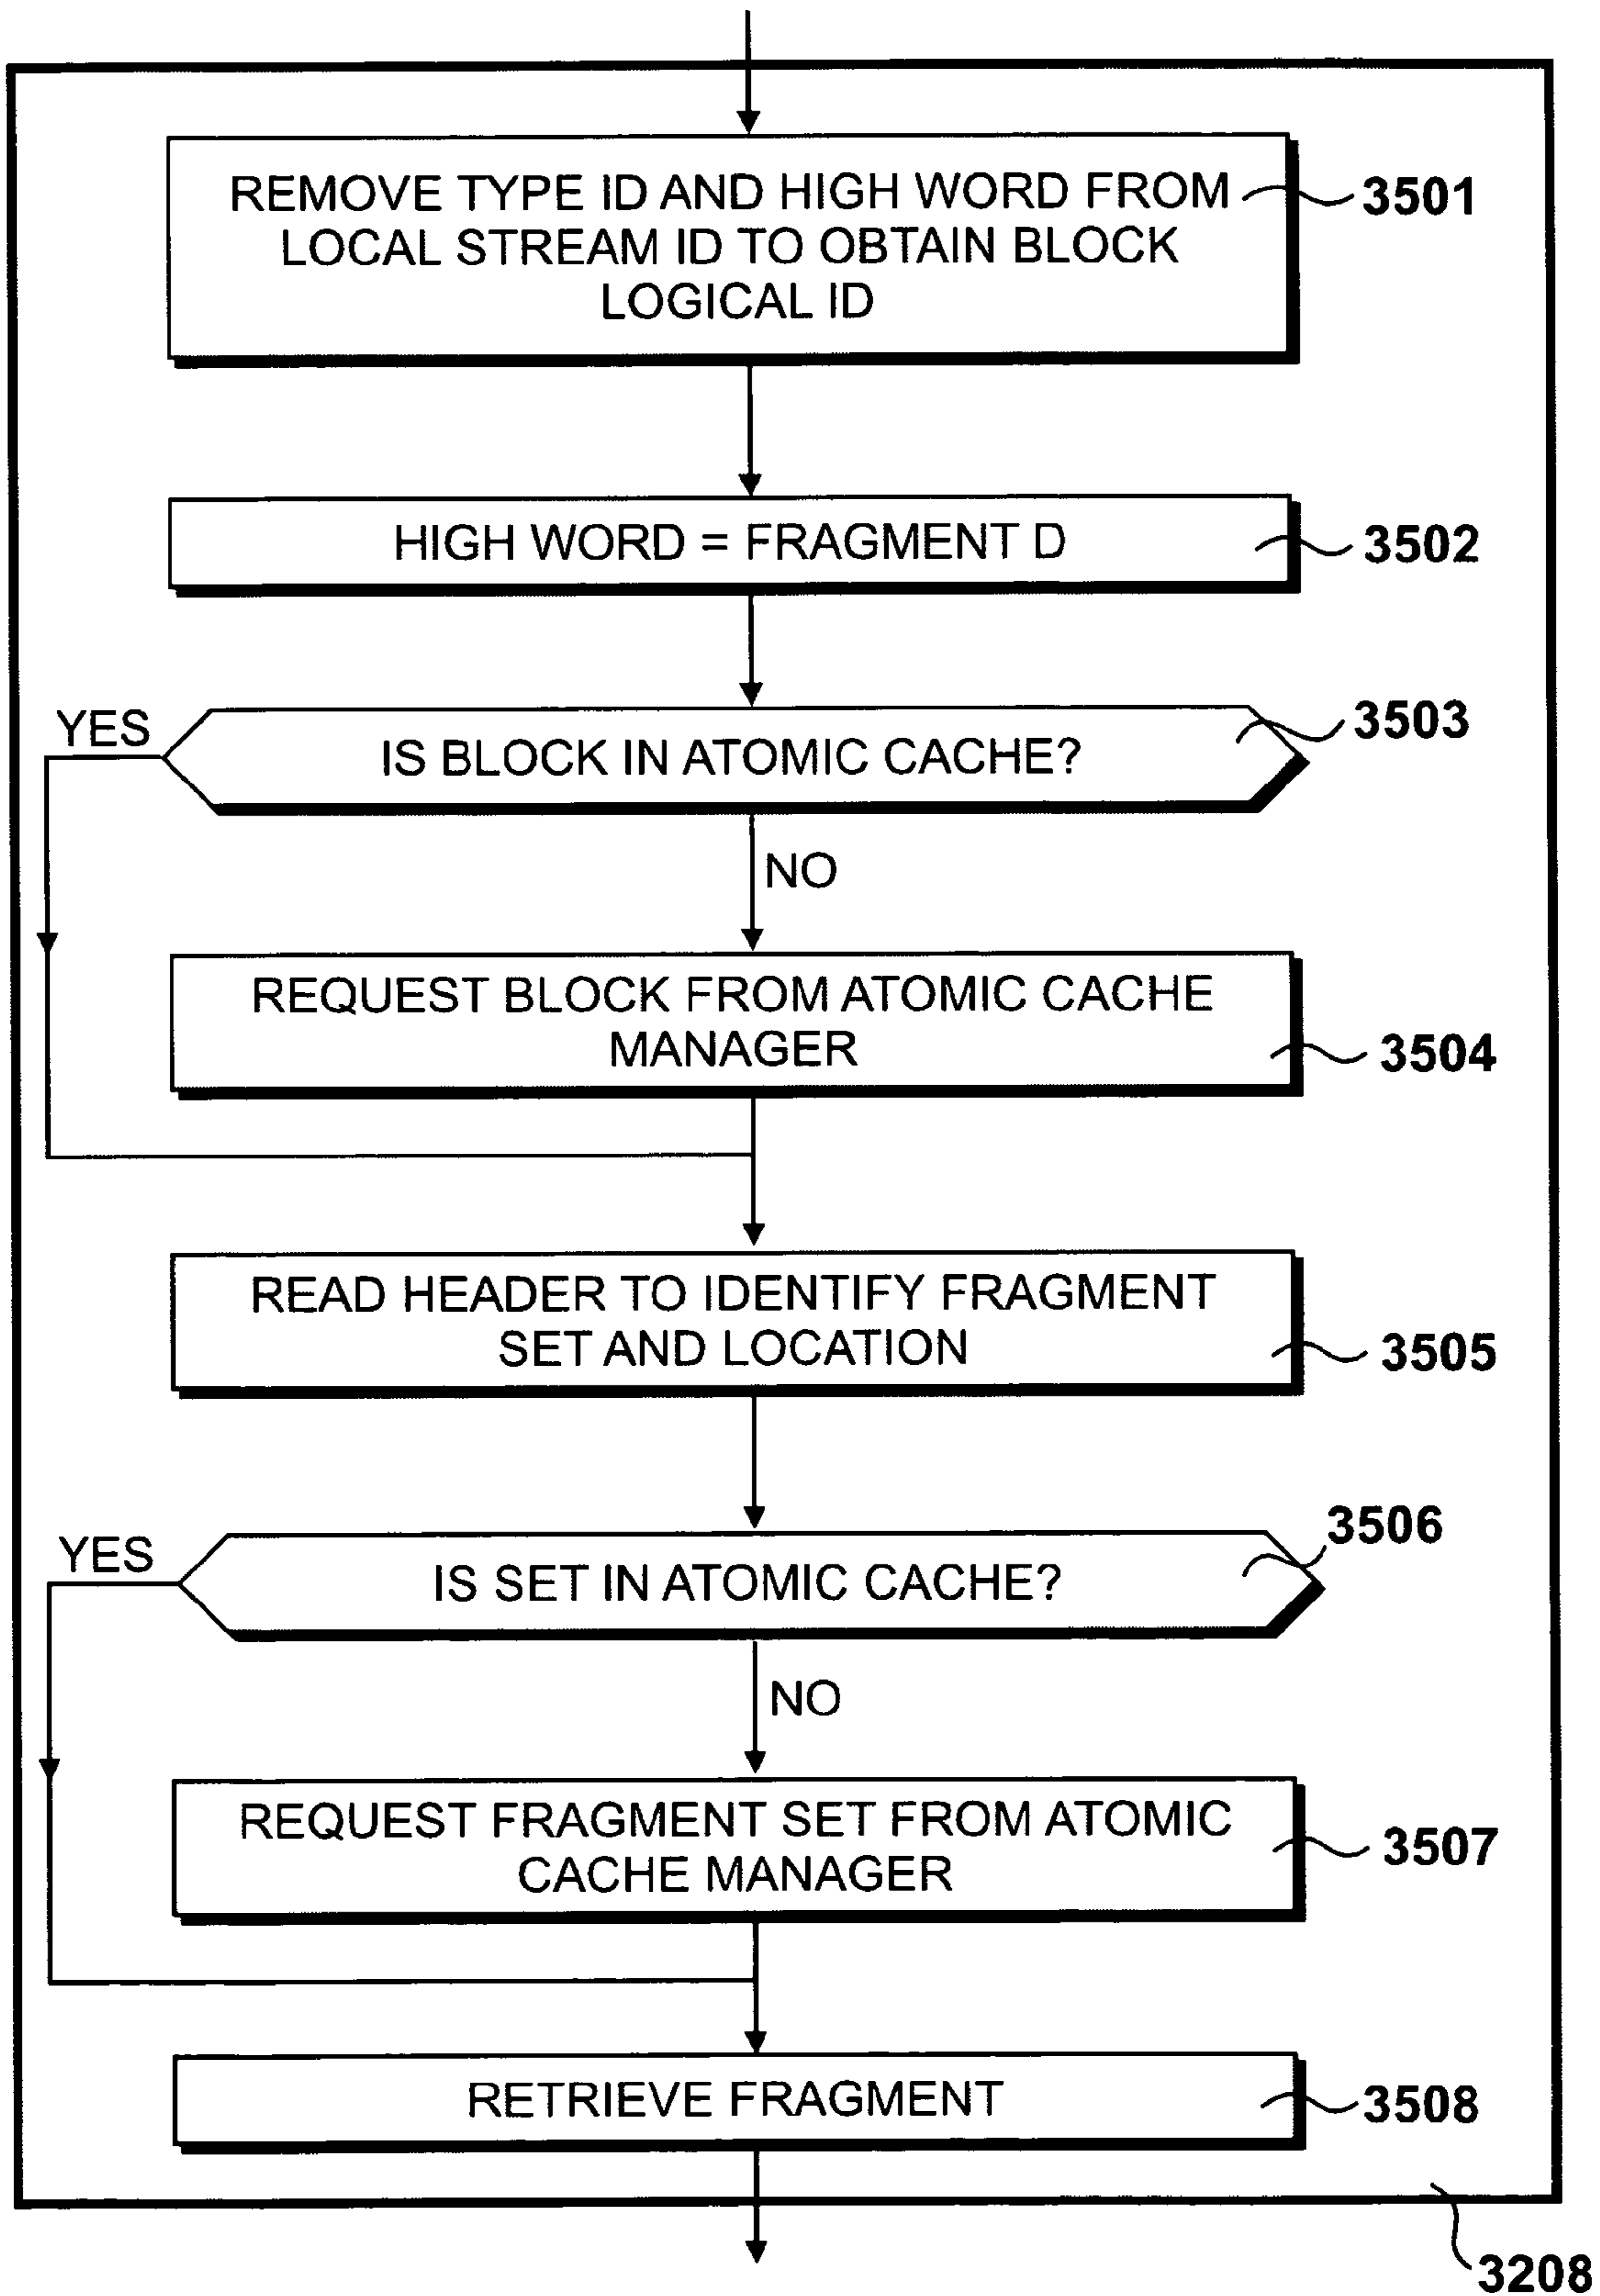 REMOVE TYPE ID AND HIGH WORD FROM
LOCAL STREAM ID TO OBTAIN BLOCK
LOGICAL ID
3501
HIGH WORD = FRAGMENT D
3502
IS BLOCK IN ATOMIC CACHE?
3503
YES
NO
REQUEST BLOCK FROM ATOMIC CACHE
MANAGER
3504
READ HEADER TO IDENTIFY FRAGMENT
SET AND LOCATION
3505
IS SET IN ATOMIC CACHE?
3506
YES
NO
REQUEST FRAGMENT SET FROM ATOMIC
CACHE MANAGER
3507
RETRIEVE FRAGMENT
3508
3208